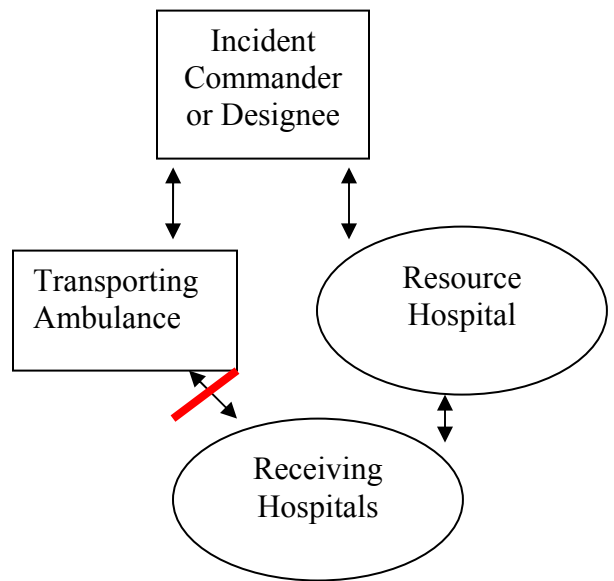 Incident
Commander
or Designee
Transporting
Ambulance
Resource
Hospital
Receiving
Hospitals